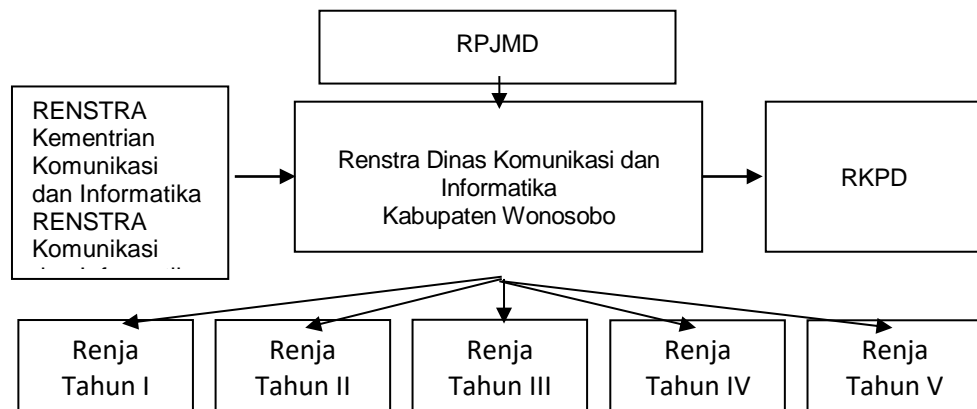 RPJMD
RENSTRA
Kementrian
Komunikasi
dan Informatika
RENSTRA
Komunikasi
Renstra Dinas Komunikasi dan
Informatika
Kabupaten Wonosobo
RKPD
Renja
Tahun I
Renja
Tahun II
Renja
Tahun III
Renja
Tahun IV
Renja
Tahun V